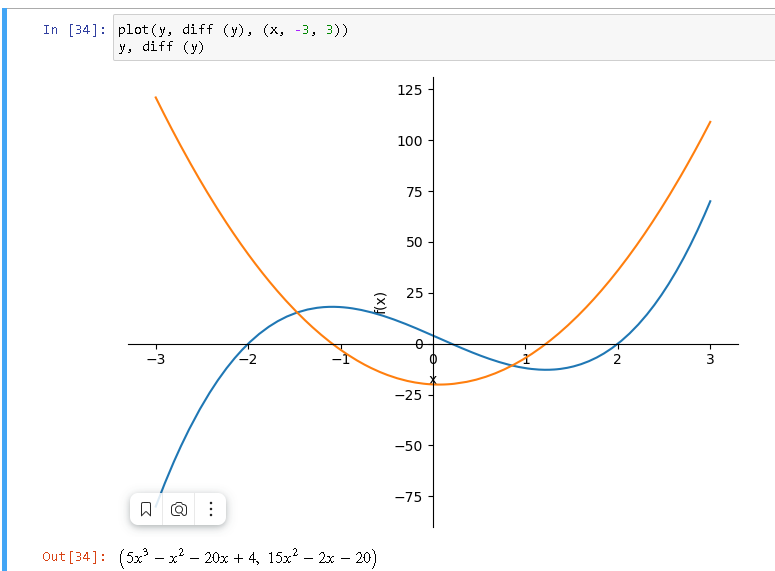 In [34]: plot(y, diff (y), (x, -3, 3))
y, diff (y)
125
100
75
50
25
f(x)
0
−3 −2 −1 0 1 2 3
x
−25
−50
−75
Out[34]: (5x³ − x² − 20x + 4, 15x² − 2x − 20)